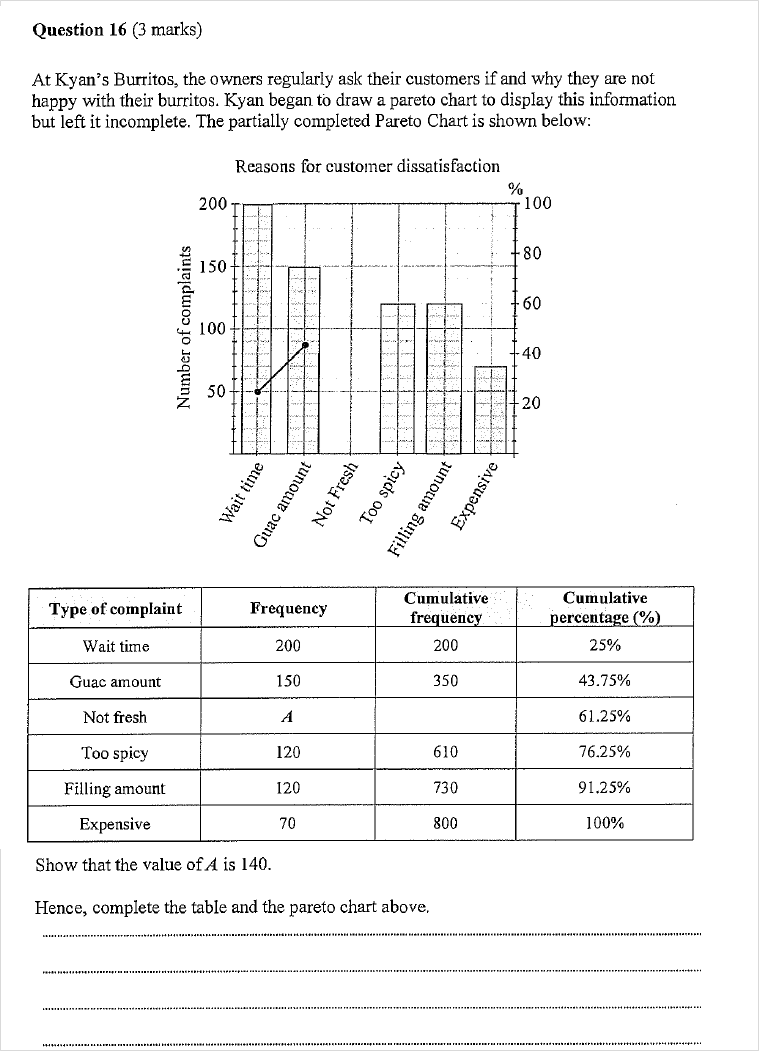 Question 16 (3 marks)
At Kyan's Burritos, the owners regularly ask their customers if and why they are not
happy with their burritos. Kyan began to draw a pareto chart to display this information
but left it incomplete. The partially completed Pareto Chart is shown below:
Reasons for customer dissatisfaction
%
200
150
100
50
Number of complaints
100
80
60
40
20
Wait time
Guac amount
Not Fresh
Too spicy
Filling amount
Expensive
Type of complaint Frequency Cumulative frequency Cumulative percentage (%)
Wait time 200 200 25%
Guac amount 150 350 43.75%
Not fresh A 61.25%
Too spicy 120 610 76.25%
Filling amount 120 730 91.25%
Expensive 70 800 100%
Show that the value of A is 140.
Hence, complete the table and the pareto chart above.